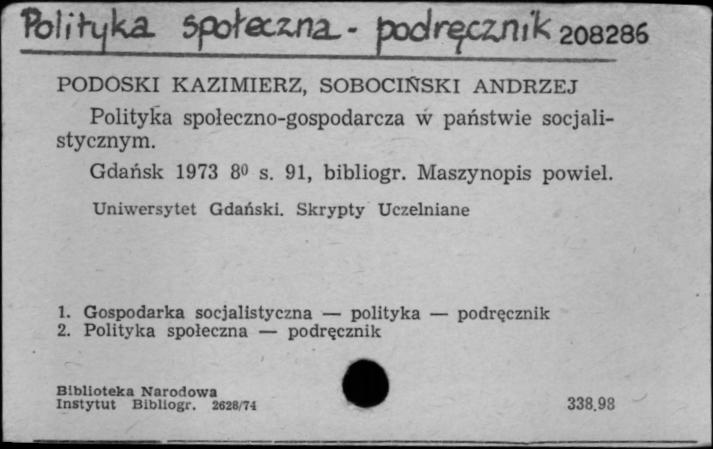 Polityka społeczna - podręcznik 208286
PODOSKI KAZIMIERZ, SOBOCIŃSKI ANDRZEJ
Polityka społeczno-gospodarcza w państwie socjali-
stycznym.
Gdańsk 1973 8⁰ s. 91, bibliogr. Maszynopis powiel.
Uniwersytet Gdański. Skrypty Uczelniane
1. Gospodarka socjalistyczna — polityka — podręcznik
2. Polityka społeczna — podręcznik
Biblioteka Narodowa
Instytut Bibliogr. 2628/74
338.98